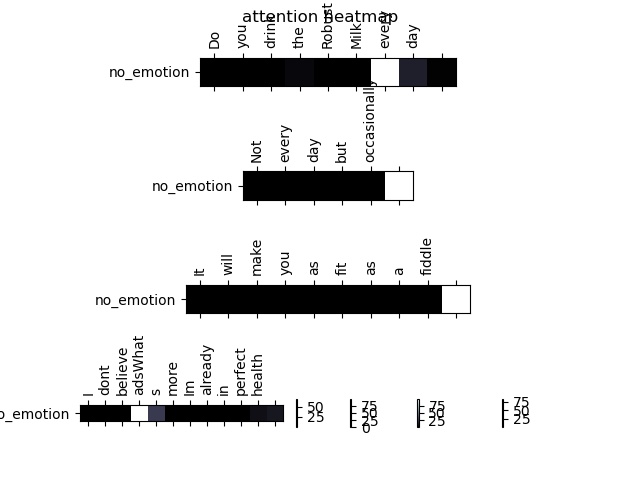 attention heatmap
Do you drink the Robust Milk every day
no_emotion
Not every day but occasionally
no_emotion
It will make you as fit as a fiddle
no_emotion
I dont believe adsWhat s more Im already in perfect health
no_emotion
50 25
75 50 25 0
75 50 25
75 50 25